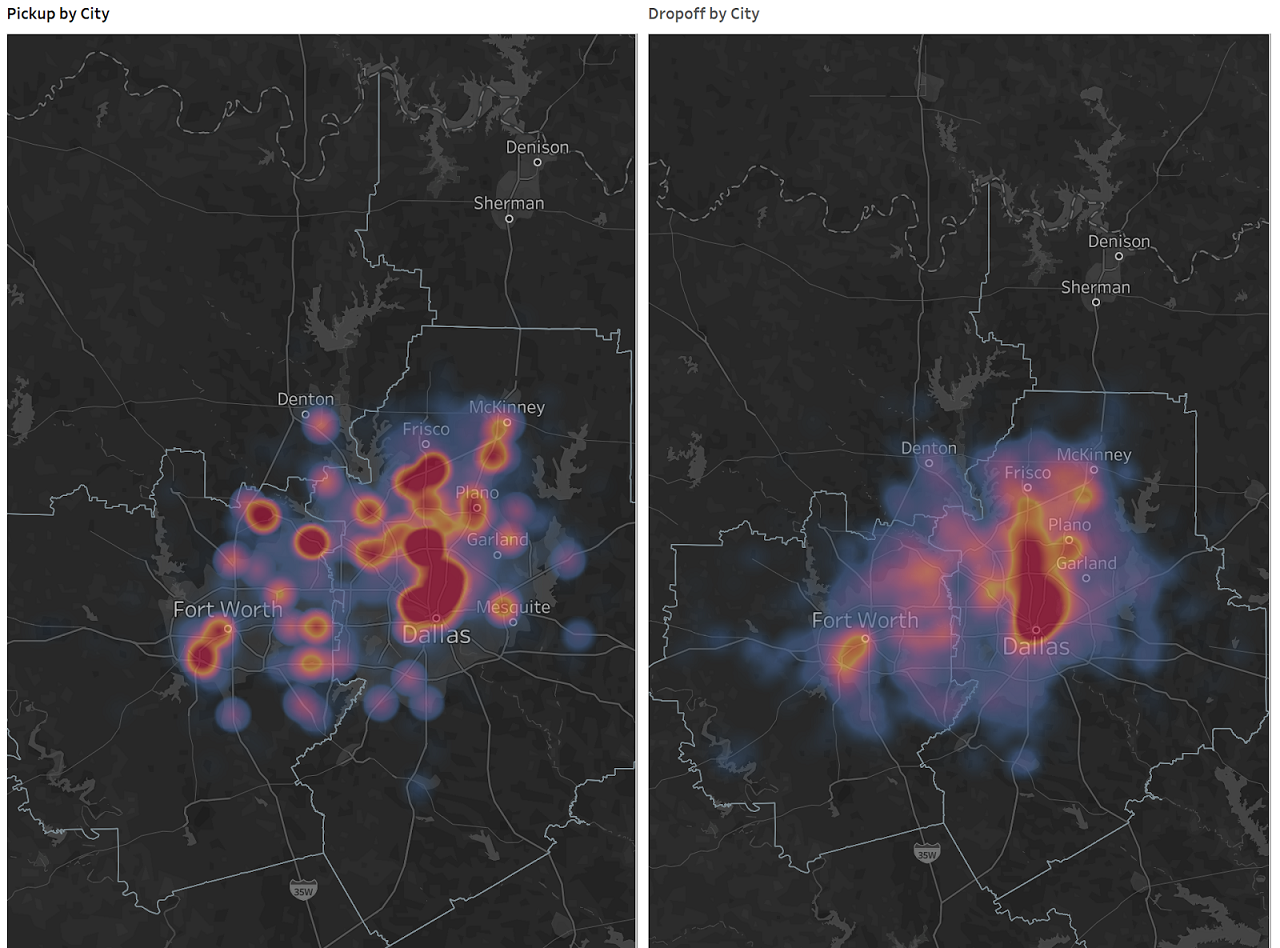 Pickup by City
Denison
Sherman
Denton
McKinney
Frisco
Plano
Garland
Fort Worth
Mesquite
Dallas
35W
Dropoff by City
Denison
Sherman
Denton
McKinney
Frisco
Plano
Garland
Fort Worth
Dallas
35W